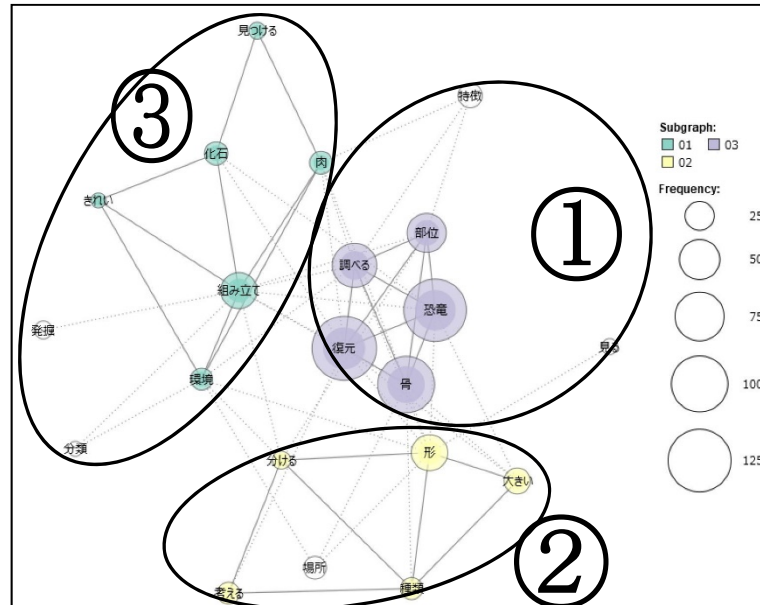 見つける
③
特徴
化石
肉
Subgraph:
01 03
02
Frequency:
きれい
25
部位
①
50
調べる
組み立て
恐竜
75
発掘
復元
見る
環境
骨
100
分類
分ける
形
125
大きい
②
場所
考える
種類